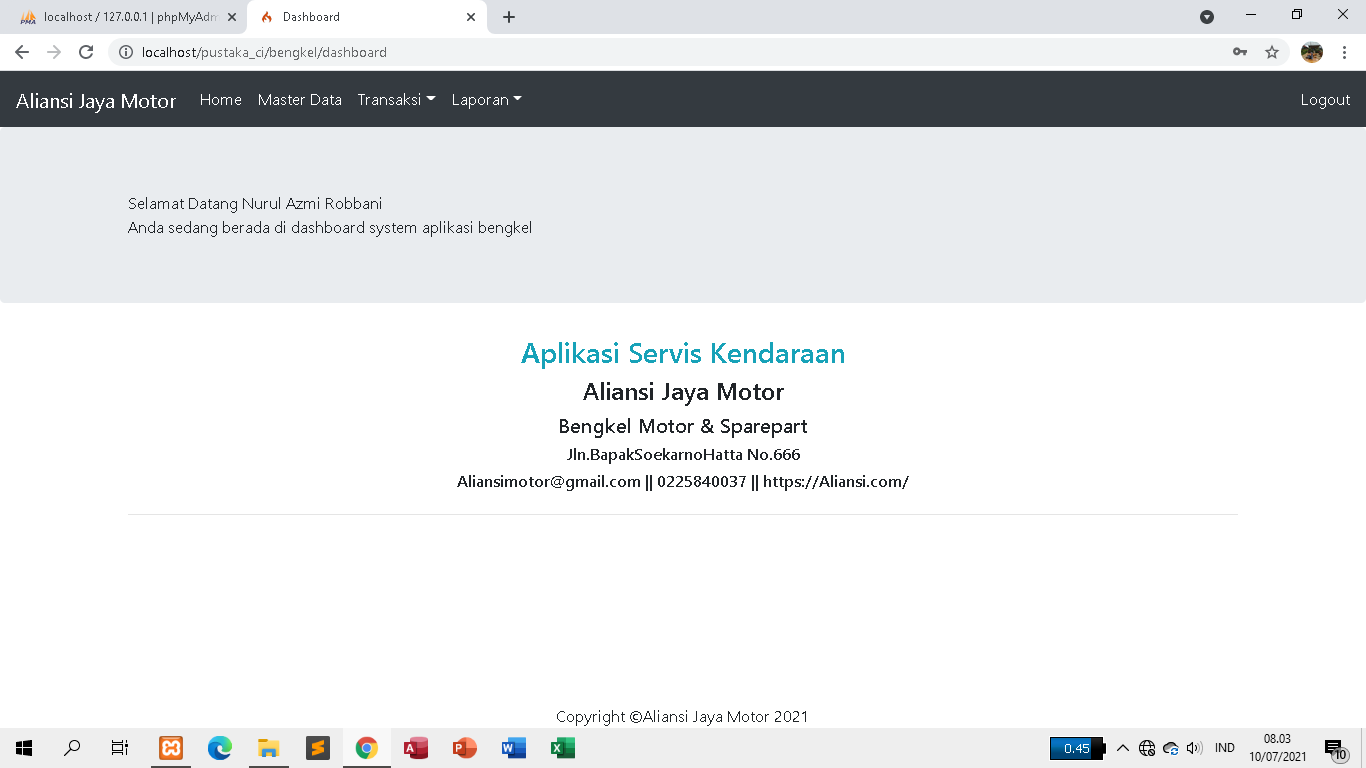 localhost / 127.0.0.1 | phpMyAdm
Dashboard
localhost/pustaka_ci/bengkel/dashboard
Aliansi Jaya Motor Home Master Data Transaksi Laporan Logout
Selamat Datang Nurul Azmi Robbani
Anda sedang berada di dashboard system aplikasi bengkel
Aplikasi Servis Kendaraan
Aliansi Jaya Motor
Bengkel Motor & Sparepart
Jln.BapakSoekarnoHatta No.666
Aliansimotor@gmail.com || 0225840037 || https://Aliansi.com/
Copyright ©Aliansi Jaya Motor 2021
0.45 IND 08.03
10/07/2021
10